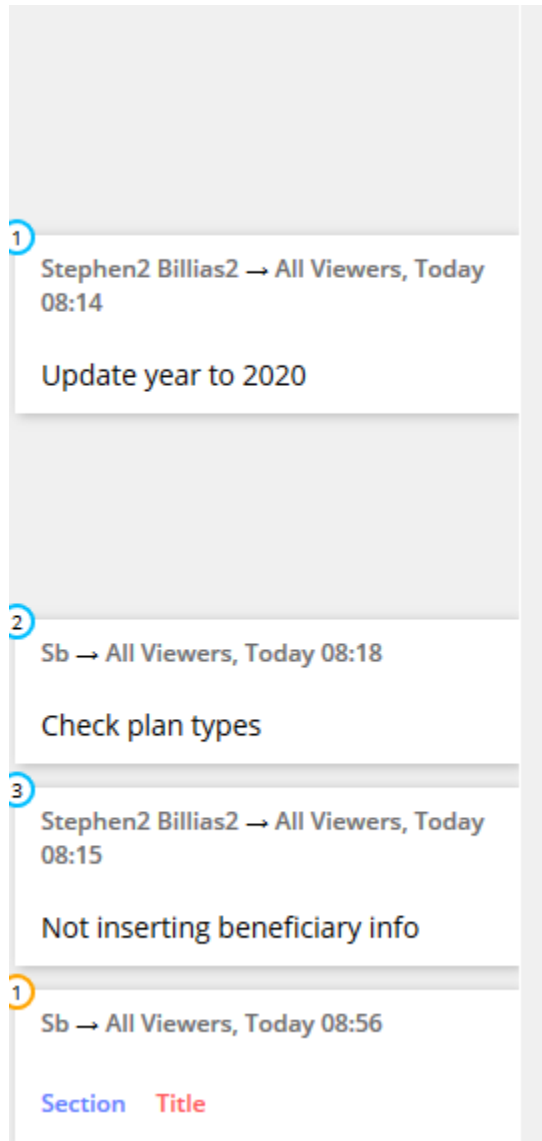 1
Stephen2 Billias2 → All Viewers, Today
08:14
Update year to 2020
2
Sb → All Viewers, Today 08:18
Check plan types
3
Stephen2 Billias2 → All Viewers, Today
08:15
Not inserting beneficiary info
1
Sb → All Viewers, Today 08:56
Section Title